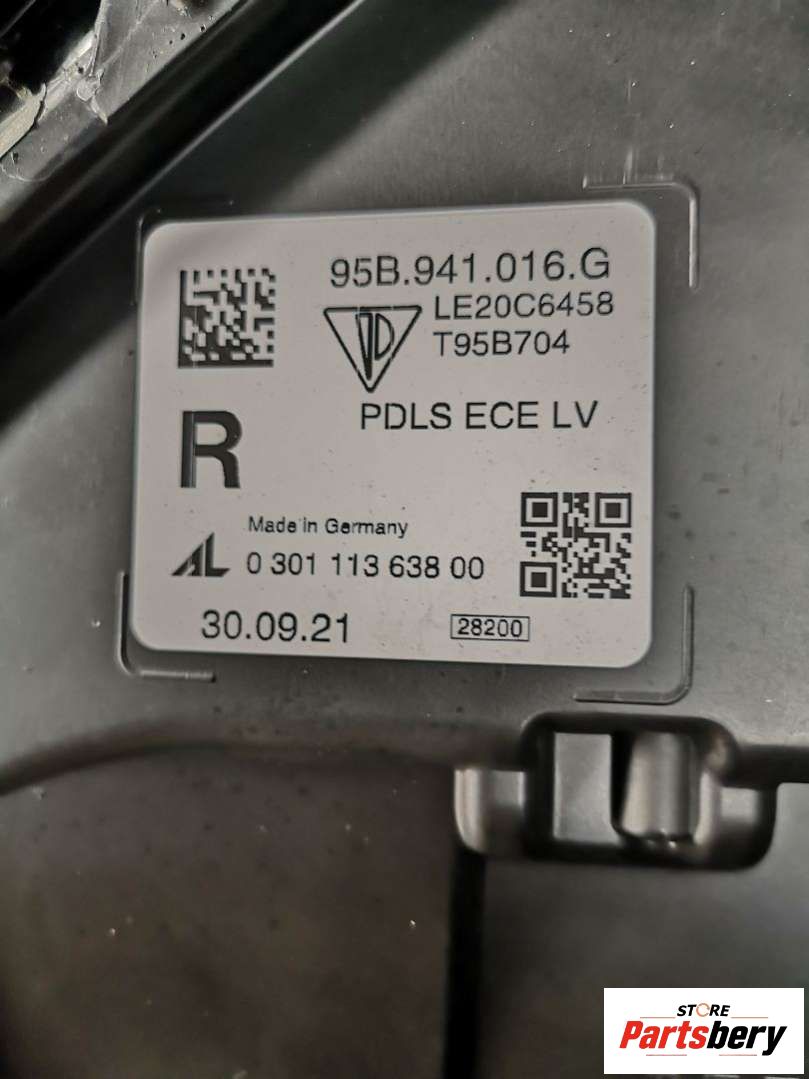 95B.941.016.G
LE20C6458
T95B704
PDLS ECE LV
R
Made in Germany
AL 0 301 113 638 00
30.09.21
28200
STORE
Partsbery